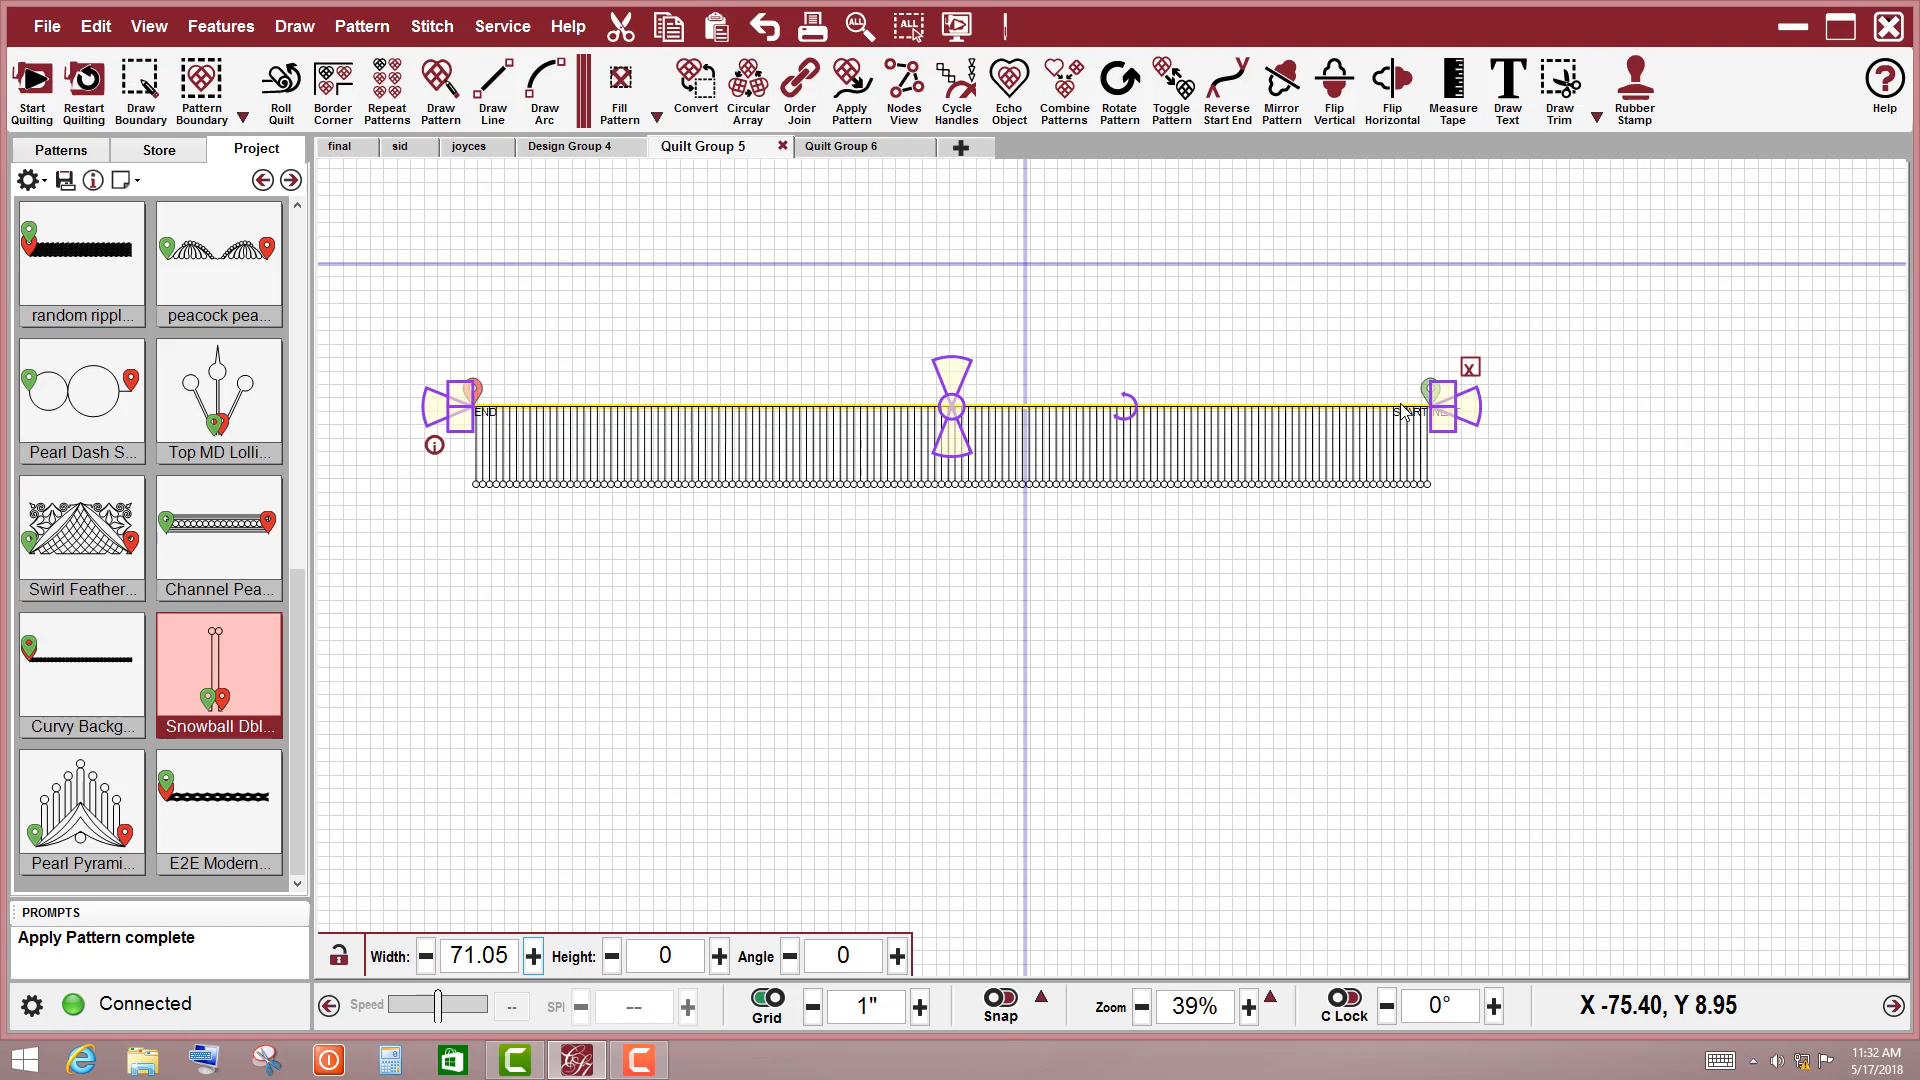 File Edit View Features Draw Pattern Stitch Service Help
Start Quilting
Restart Quilting
Draw Boundary
Pattern Boundary
Roll Quilt
Border Corner
Repeat Patterns
Draw Pattern
Draw Line
Draw Arc
Fill Pattern
Convert
Circular Array
Order Join
Apply Pattern
Nodes View
Cycle Handles
Echo Object
Combine Patterns
Rotate Pattern
Toggle Pattern
Reverse Start End
Mirror Pattern
Flip Vertical
Flip Horizontal
Measure Tape
Draw Text
Draw Trim
Rubber Stamp
Help
Patterns Store Project
final sid joyces Design Group 4 Quilt Group 5 Quilt Group 6
random rippl... peacock pea...
Pearl Dash S... Top MD Lolli...
Swirl Feather... Channel Pea...
Curvy Backg... Snowball Dbl...
Pearl Pyrami... E2E Modern...
END
X
PROMPTS
Apply Pattern complete
Width: 71.05 Height: 0 Angle 0
Connected Speed -- SPI -- Grid 1" Snap Zoom 39% C Lock 0° X -75.40, Y 8.95
11:32 AM
5/17/2018